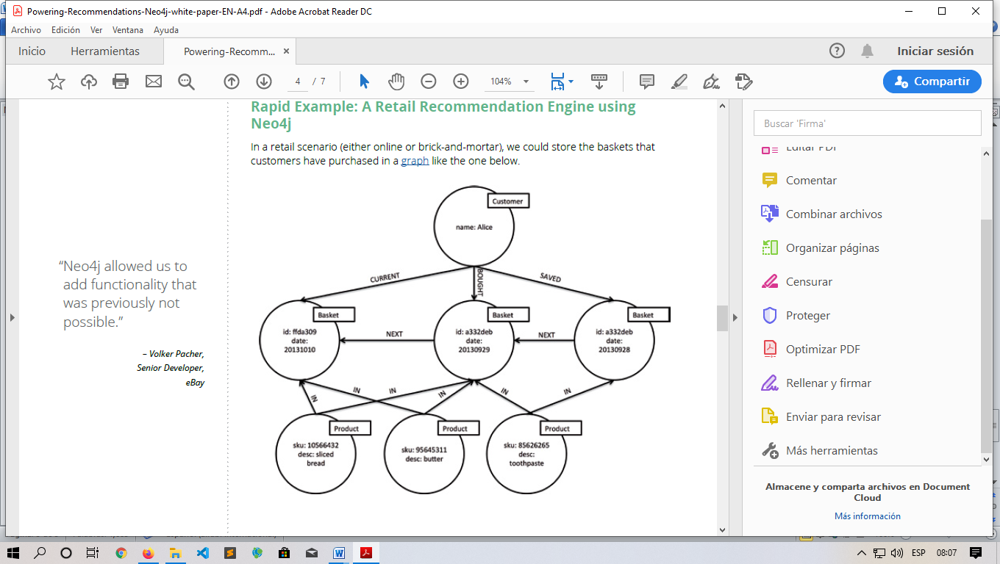 Powering-Recommendations-Neo4j-white-paper-EN-A4.pdf - Adobe Acrobat Reader DC
Archivo Edición Ver Ventana Ayuda
Inicio Herramientas Powering-Recomm... × Iniciar sesión
4 / 7 104% Compartir
Rapid Example: A Retail Recommendation Engine using
Neo4j
In a retail scenario (either online or brick-and-mortar), we could store the baskets that
customers have purchased in a graph like the one below.
“Neo4j allowed us to
add functionality that
was previously not
possible.”
– Volker Pacher,
Senior Developer,
eBay
Customer
name: Alice
CURRENT
BOUGHT
SAVED
Basket
id: ffda309
date:
20131010
NEXT
Basket
id: a332deb
date:
20130929
NEXT
Basket
id: a332deb
date:
20130928
IN
IN
IN
IN
IN
IN
Product
sku: 10566432
desc: sliced
bread
Product
sku: 95645311
desc: butter
Product
sku: 85626265
desc:
toothpaste
Buscar 'Firma'
Editar PDF
Comentar
Combinar archivos
Organizar páginas
Censurar
Proteger
Optimizar PDF
Rellenar y firmar
Enviar para revisar
Más herramientas
Almacene y comparta archivos en Document
Cloud
Más información
ESP 08:07